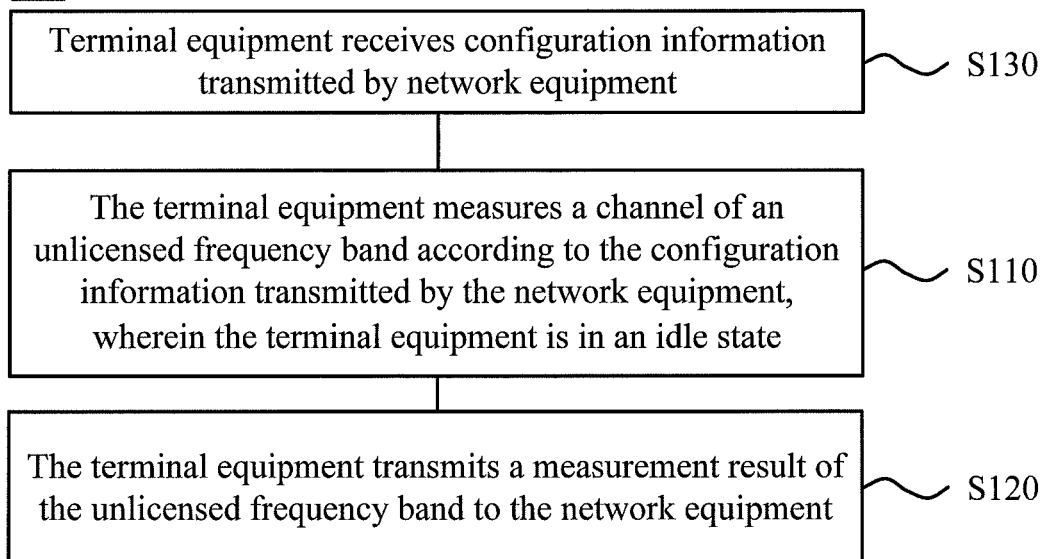 Terminal equipment receives configuration information
transmitted by network equipment
S130
The terminal equipment measures a channel of an
unlicensed frequency band according to the configuration
information transmitted by the network equipment,
wherein the terminal equipment is in an idle state
S110
The terminal equipment transmits a measurement result of
the unlicensed frequency band to the network equipment
S120